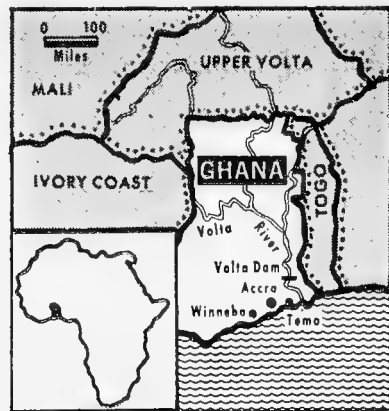 0 100
Miles
UPPER VOLTA
MALI
GHANA
IVORY COAST
TOGO
Volta
River
Volta Dam
Accra
Winneba
Tema